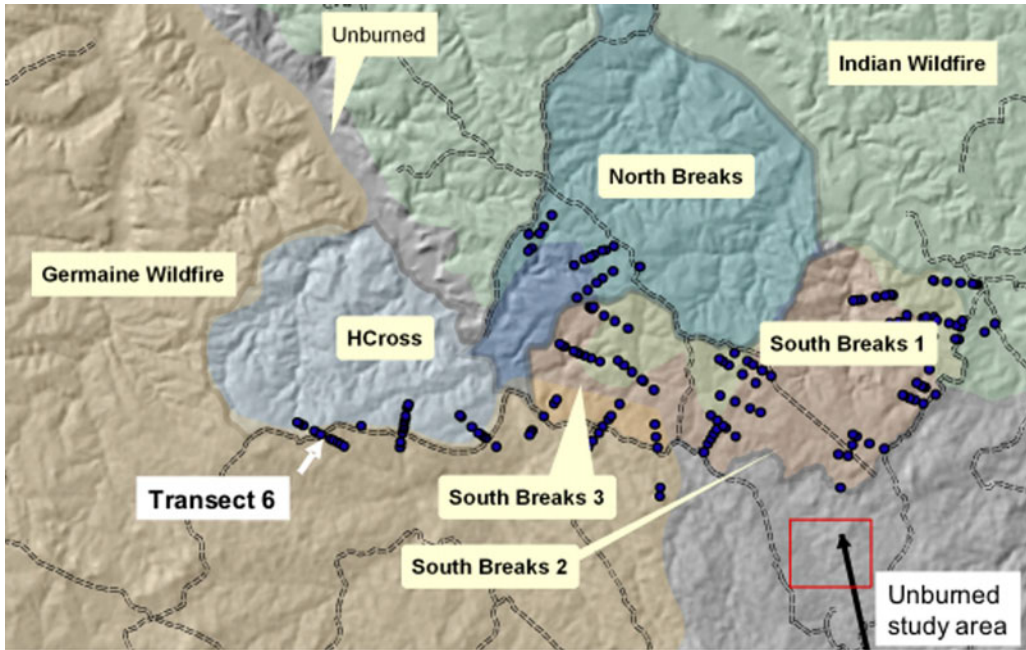 Unburned
Indian Wildfire
North Breaks
Germaine Wildfire
HCross
South Breaks 1
Transect 6
South Breaks 3
South Breaks 2
Unburned
study area